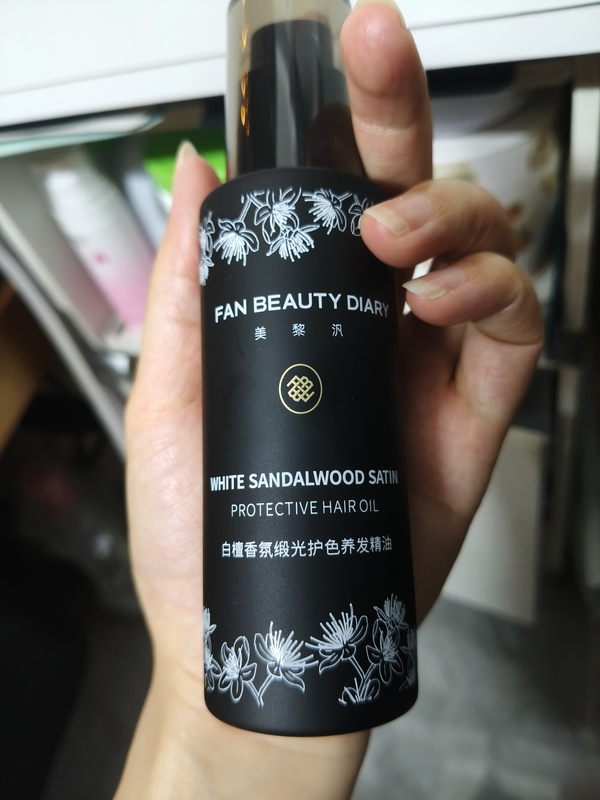 FAN BEAUTY DIARY
美黎汎
WHITE SANDALWOOD SATIN
PROTECTIVE HAIR OIL
白檀香氛缎光护色养发精油